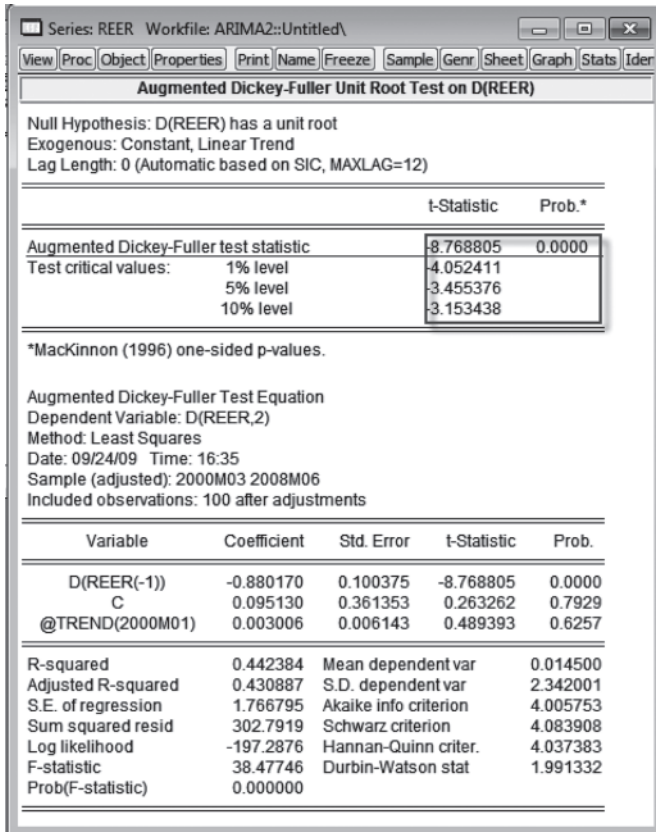 Series: REER Workfile: ARIMA2::Untitled\
View Proc Object Properties Print Name Freeze Sample Genr Sheet Graph Stats Iden
Augmented Dickey-Fuller Unit Root Test on D(REER)
Null Hypothesis: D(REER) has a unit root
Exogenous: Constant, Linear Trend
Lag Length: 0 (Automatic based on SIC, MAXLAG=12)
t-Statistic Prob.*
Augmented Dickey-Fuller test statistic -8.768805 0.0000
Test critical values: 1% level -4.052411
5% level -3.455376
10% level -3.153438
*MacKinnon (1996) one-sided p-values.
Augmented Dickey-Fuller Test Equation
Dependent Variable: D(REER,2)
Method: Least Squares
Date: 09/24/09 Time: 16:35
Sample (adjusted): 2000M03 2008M06
Included observations: 100 after adjustments
Variable Coefficient Std. Error t-Statistic Prob.
D(REER(-1)) -0.880170 0.100375 -8.768805 0.0000
C 0.095130 0.361353 0.263262 0.7929
@TREND(2000M01) 0.003006 0.006143 0.489393 0.6257
R-squared 0.442384 Mean dependent var 0.014500
Adjusted R-squared 0.430887 S.D. dependent var 2.342001
S.E. of regression 1.766795 Akaike info criterion 4.005753
Sum squared resid 302.7919 Schwarz criterion 4.083908
Log likelihood -197.2876 Hannan-Quinn criter. 4.037383
F-statistic 38.47746 Durbin-Watson stat 1.991332
Prob(F-statistic) 0.000000